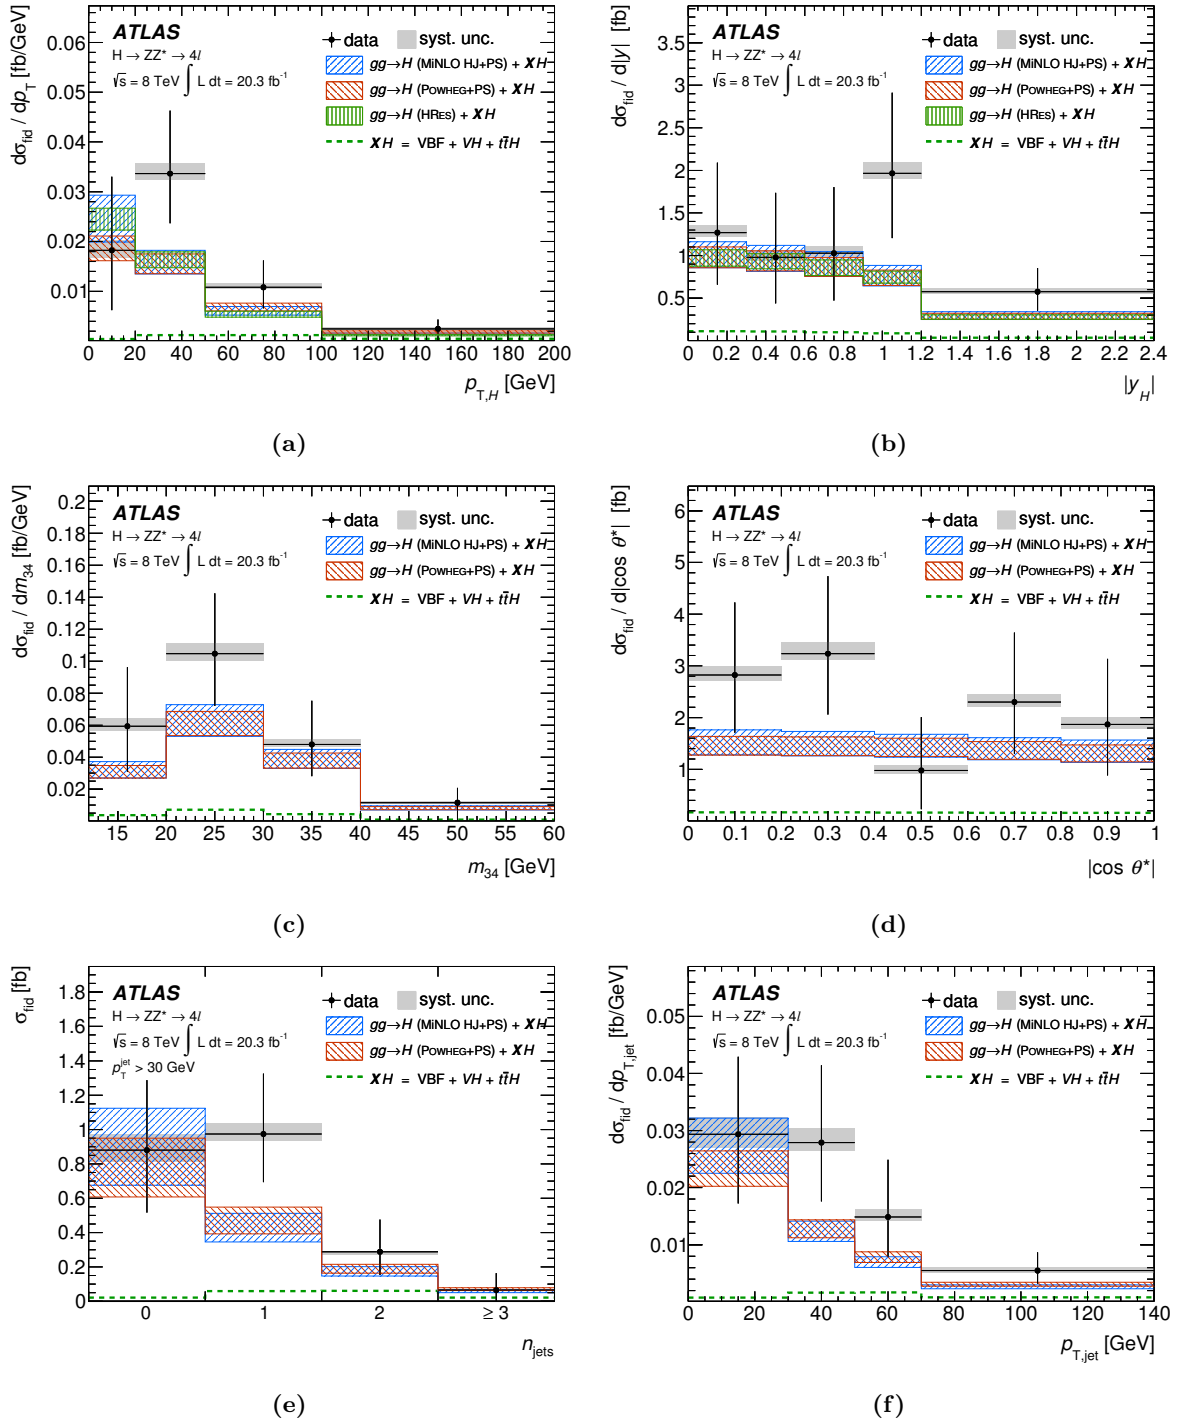 dσfid / dpT [fb/GeV]
0.06
0.05
0.04
0.03
0.02
0.01
ATLAS
H → ZZ* → 4l
√s = 8 TeV ∫ L dt = 20.3 fb-1
data
syst. unc.
gg→H (MiNLO HJ+PS) + XH
gg→H (POWHEG+PS) + XH
gg→H (HRES) + XH
XH = VBF + VH + tt̄H
0 20 40 60 80 100 120 140 160 180 200
pT,H [GeV]
(a)
dσfid / d|y| [fb]
3.5
3
2.5
2
1.5
1
0.5
ATLAS
H → ZZ* → 4l
√s = 8 TeV ∫ L dt = 20.3 fb-1
data
syst. unc.
gg→H (MiNLO HJ+PS) + XH
gg→H (POWHEG+PS) + XH
gg→H (HRES) + XH
XH = VBF + VH + tt̄H
0 0.2 0.4 0.6 0.8 1 1.2 1.4 1.6 1.8 2 2.2 2.4
|yH|
(b)
dσfid / dm34 [fb/GeV]
0.2
0.18
0.16
0.14
0.12
0.1
0.08
0.06
0.04
0.02
ATLAS
H → ZZ* → 4l
√s = 8 TeV ∫ L dt = 20.3 fb-1
data
syst. unc.
gg→H (MiNLO HJ+PS) + XH
gg→H (POWHEG+PS) + XH
XH = VBF + VH + tt̄H
15 20 25 30 35 40 45 50 55 60
m34 [GeV]
(c)
dσfid / d|cos θ*| [fb]
6
5
4
3
2
1
ATLAS
H → ZZ* → 4l
√s = 8 TeV ∫ L dt = 20.3 fb-1
data
syst. unc.
gg→H (MiNLO HJ+PS) + XH
gg→H (POWHEG+PS) + XH
XH = VBF + VH + tt̄H
0 0.1 0.2 0.3 0.4 0.5 0.6 0.7 0.8 0.9 1
|cos θ*|
(d)
σfid [fb]
1.8
1.6
1.4
1.2
1
0.8
0.6
0.4
0.2
0
ATLAS
H → ZZ* → 4l
√s = 8 TeV ∫ L dt = 20.3 fb-1
pTjet > 30 GeV
data
syst. unc.
gg→H (MiNLO HJ+PS) + XH
gg→H (POWHEG+PS) + XH
XH = VBF + VH + tt̄H
0 1 2 ≥ 3
njets
(e)
dσfid / dpT,jet [fb/GeV]
0.05
0.04
0.03
0.02
0.01
ATLAS
H → ZZ* → 4l
√s = 8 TeV ∫ L dt = 20.3 fb-1
data
syst. unc.
gg→H (MiNLO HJ+PS) + XH
gg→H (POWHEG+PS) + XH
XH = VBF + VH + tt̄H
0 20 40 60 80 100 120 140
pT,jet [GeV]
(f)